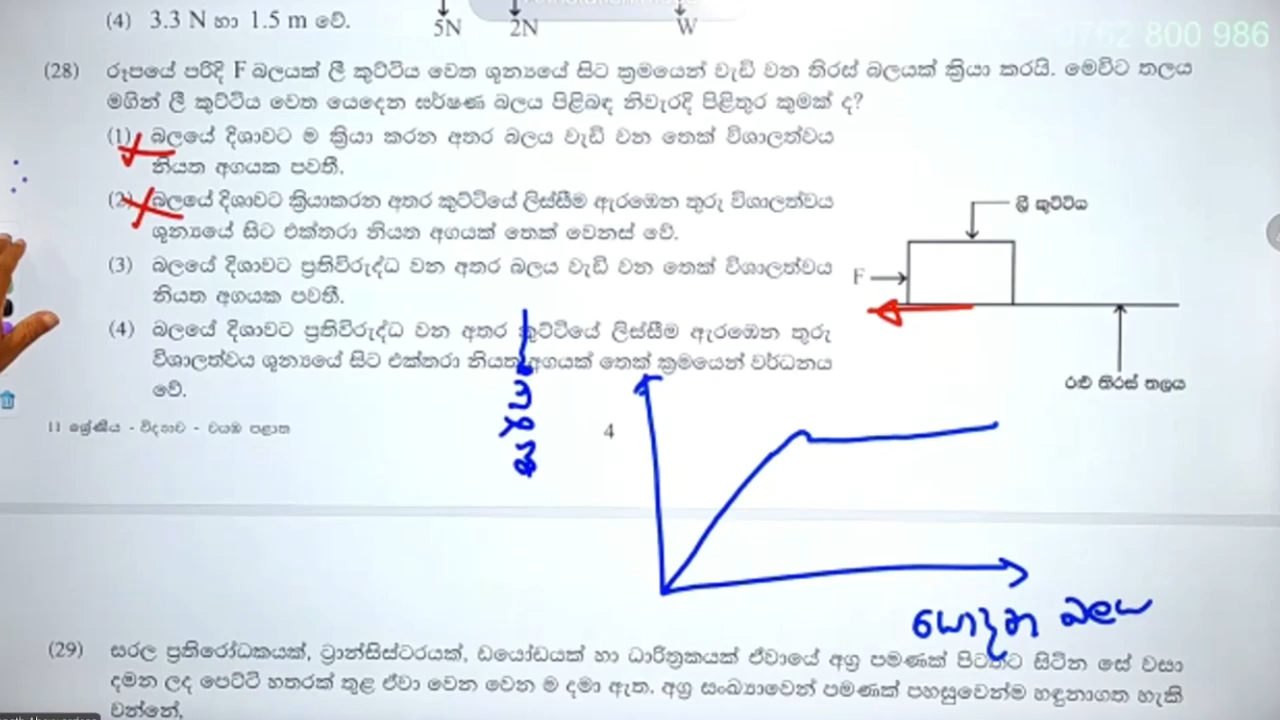 (4) 3.3 N හා 1.5 m වේ.
5N 2N W
0702 800 986
(28) රූපයේ පරිදි F බලයක් ලී කුට්ටිය වෙත ශූන්‍යයේ සිට ක්‍රමයෙන් වැඩි වන තිරස් බලයක් ක්‍රියා කරයි. මෙවිට තලය
මගින් ලී කුට්ටිය වෙත යෙදෙන ඝර්ෂණ බලය පිළිබඳ නිවැරදි පිළිතුර කුමක් ද?
(1) බලයේ දිශාවට ම ක්‍රියා කරන අතර බලය වැඩි වන තෙක් විශාලත්වය
නියත අගයක පවතී.
(2) බලයේ දිශාවට ක්‍රියාකරන අතර කුට්ටියේ ලිස්සීම ඇරඹෙන තුරු විශාලත්වය
ශූන්‍යයේ සිට එක්තරා නියත අගයක් තෙක් වෙනස් වේ.
(3) බලයේ දිශාවට ප්‍රතිවිරුද්ධ වන අතර බලය වැඩි වන තෙක් විශාලත්වය
නියත අගයක පවතී.
(4) බලයේ දිශාවට ප්‍රතිවිරුද්ධ වන අතර කුට්ටියේ ලිස්සීම ඇරඹෙන තුරු
විශාලත්වය ශූන්‍යයේ සිට එක්තරා නියත අගයක් තෙක් ක්‍රමයෙන් වර්ධනය
වේ.
ලී කුට්ටිය
F
රළු තිරස් තලය
11 ශ්‍රේණිය - විද්‍යාව - වයඹ පළාත
4
යොදන බලය
(29) සරල ප්‍රතිරෝධකයක්, ට්‍රාන්සිස්ටරයක්, ඩයෝඩයක් හා ධාරිත්‍රකයක් ඒවායේ අග්‍ර පමණක් පිටතට සිටින සේ වසා
දමන ලද පෙට්ටි හතරක් තුළ ඒවා වෙන වෙන ම දමා ඇත. අග්‍ර සංඛ්‍යාවෙන් පමණක් පහසුවෙන්ම හඳුනාගත හැකි
වන්නේ,